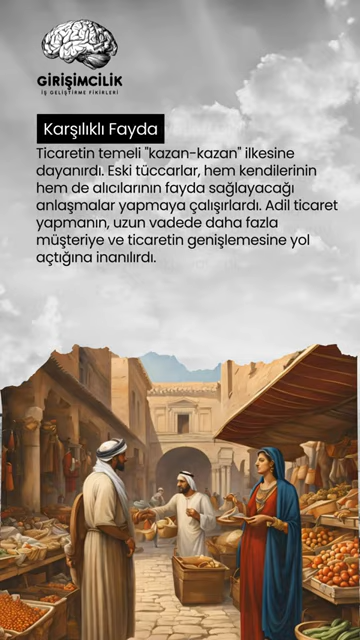 GİRİŞİMCİLİK
İŞ GELİŞTİRME FİKİRLERİ
Karşılıklı Fayda
Ticaretin temeli "kazan-kazan" ilkesine
dayanırdı. Eski tüccarlar, hem kendilerinin
hem de alıcılarının fayda sağlayacağı
anlaşmalar yapmaya çalışırlardı. Adil ticaret
yapmanın, uzun vadede daha fazla
müşteriye ve ticaretin genişlemesine yol
açtığına inanılırdı.